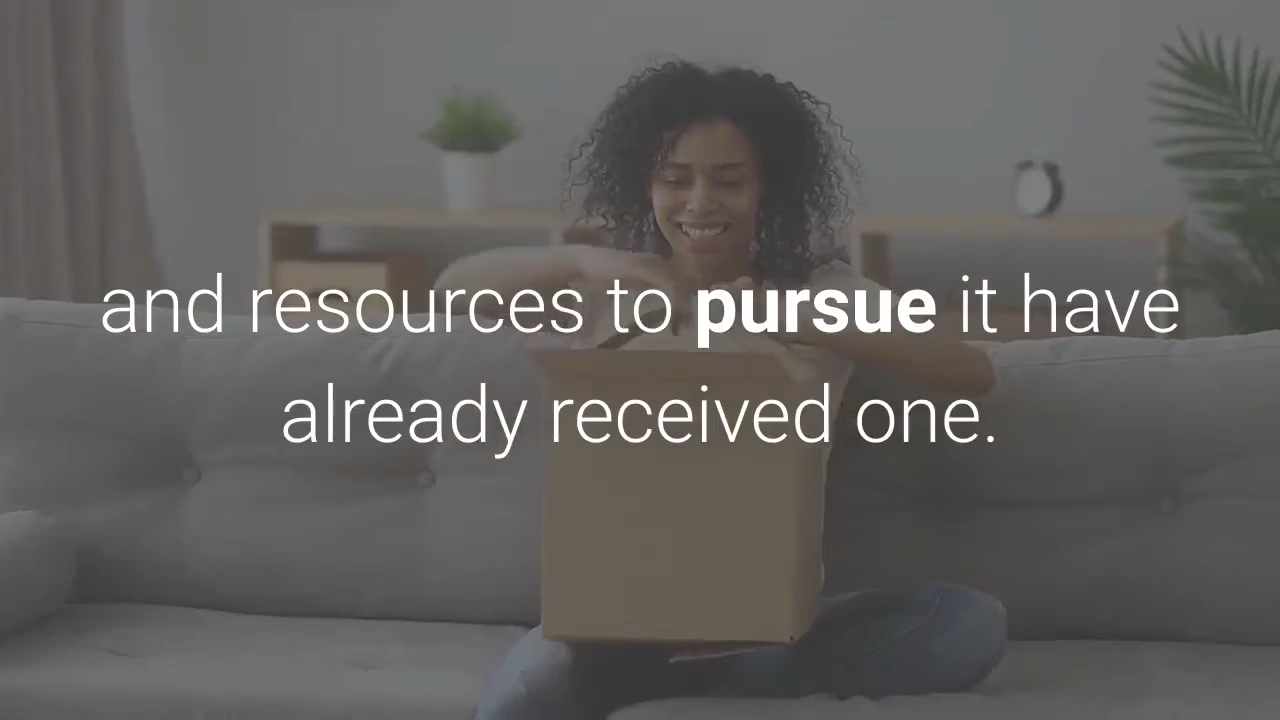 and resources to pursue it have
already received one.